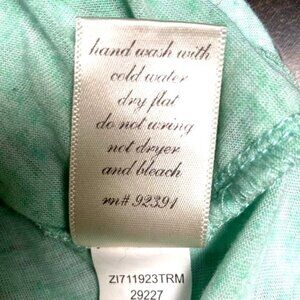 hand wash with
cold water
dry flat
do not wring
not dryer
and bleach
rn# 92391
ZI711923TRM
29227